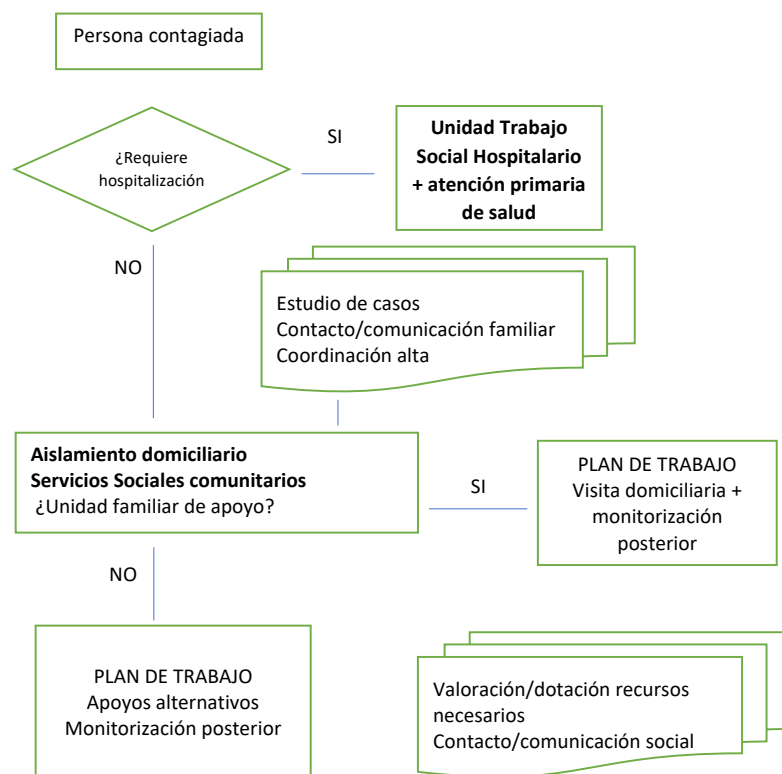 Persona contagiada
¿Requiere
hospitalización
SI
Unidad Trabajo
Social Hospitalario
+ atención primaria
de salud
NO
Estudio de casos
Contacto/comunicación familiar
Coordinación alta
Aislamiento domiciliario
Servicios Sociales comunitarios
¿Unidad familiar de apoyo?
SI
PLAN DE TRABAJO
Visita domiciliaria +
monitorización
posterior
NO
PLAN DE TRABAJO
Apoyos alternativos
Monitorización posterior
Valoración/dotación recursos
necesarios
Contacto/comunicación social